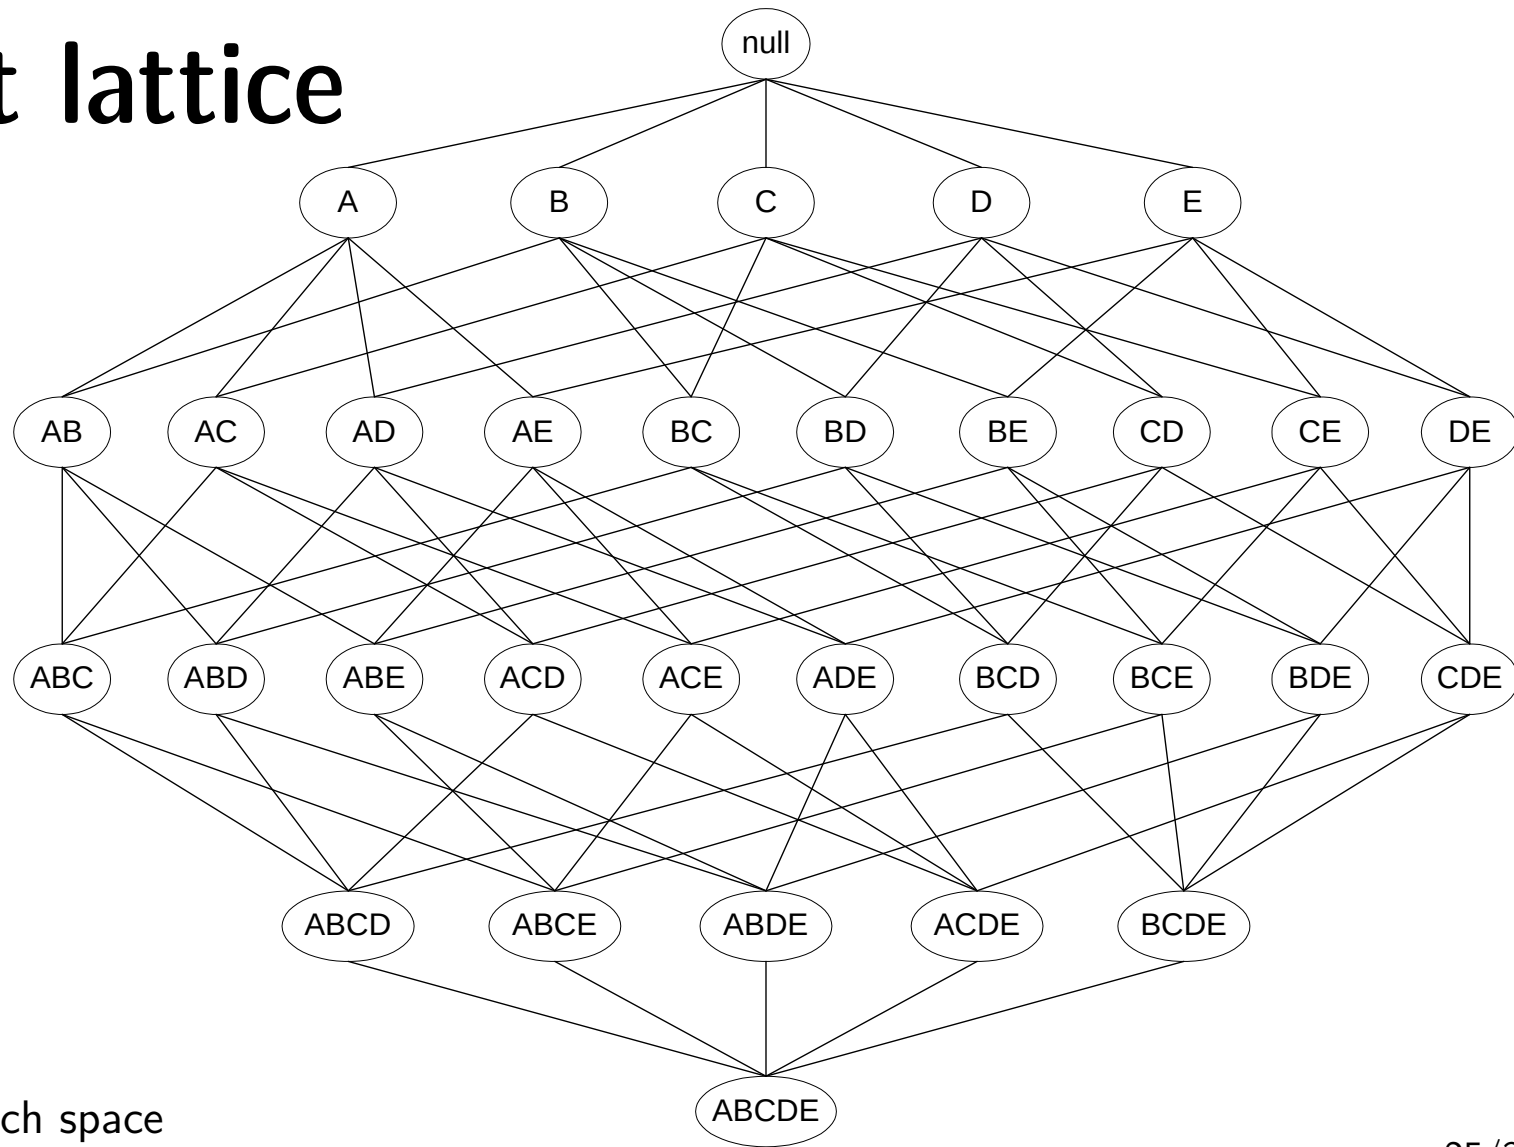 null
t lattice
A B C D E
AB AC AD AE BC BD BE CD CE DE
ABC ABD ABE ACD ACE ADE BCD BCE BDE CDE
ABCD ABCE ABDE ACDE BCDE
ABCDE
ch space